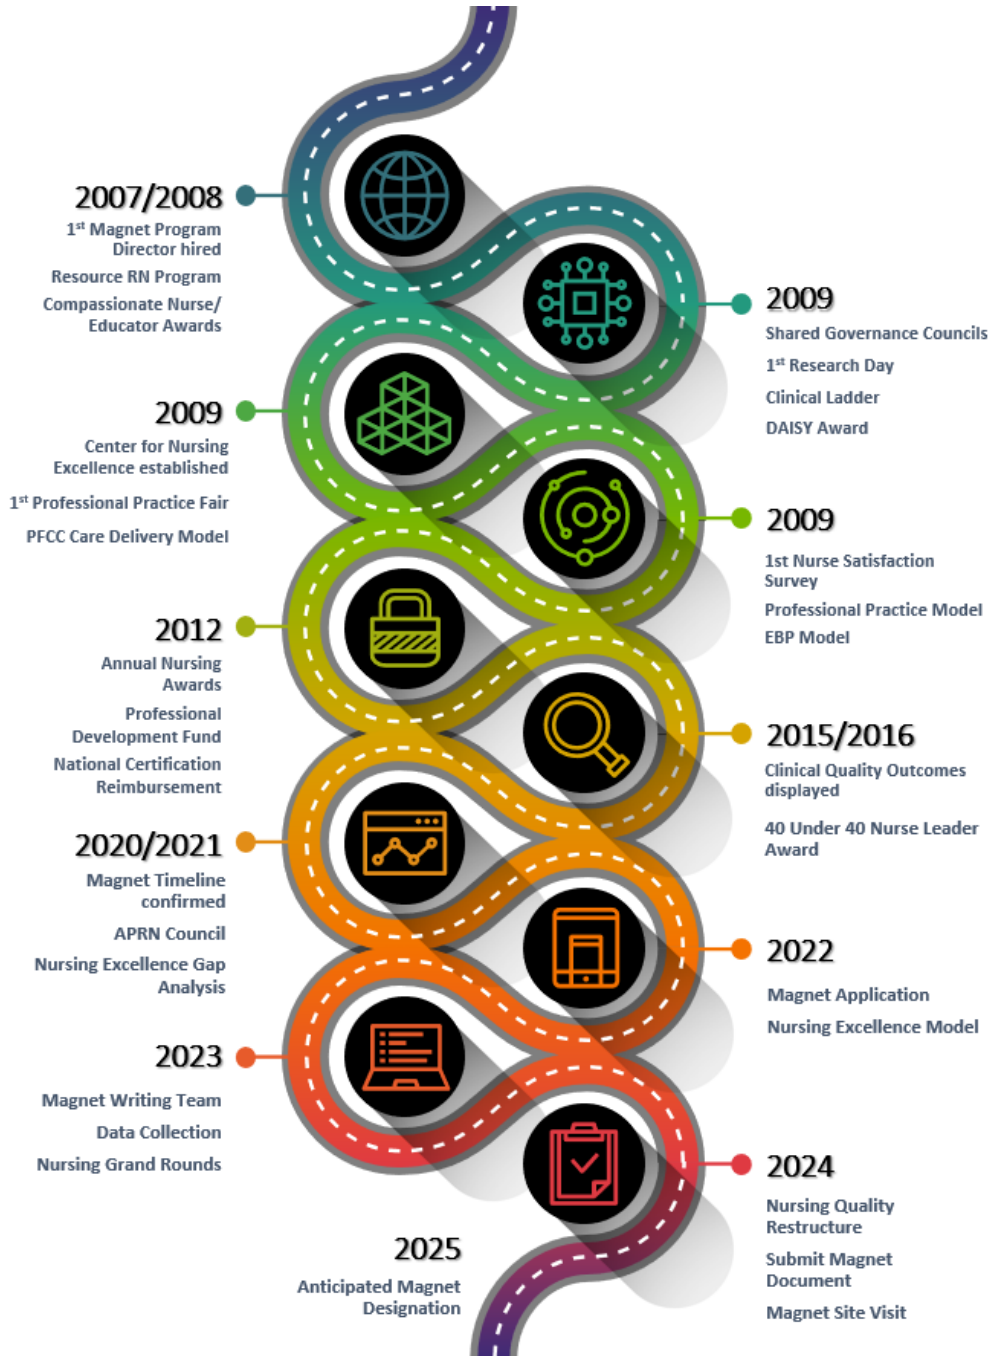 2007/2008
1st Magnet Program
Director hired
Resource RN Program
Compassionate Nurse/
Educator Awards
2009
Shared Governance Councils
1st Research Day
Clinical Ladder
DAISY Award
2009
Center for Nursing
Excellence established
1st Professional Practice Fair
PFCC Care Delivery Model
2009
1st Nurse Satisfaction
Survey
Professional Practice Model
EBP Model
2012
Annual Nursing
Awards
Professional
Development Fund
National Certification
Reimbursement
2015/2016
Clinical Quality Outcomes
displayed
40 Under 40 Nurse Leader
Award
2020/2021
Magnet Timeline
confirmed
APRN Council
Nursing Excellence Gap
Analysis
2022
Magnet Application
Nursing Excellence Model
2023
Magnet Writing Team
Data Collection
Nursing Grand Rounds
2024
Nursing Quality
Restructure
Submit Magnet
Document
Magnet Site Visit
2025
Anticipated Magnet
Designation